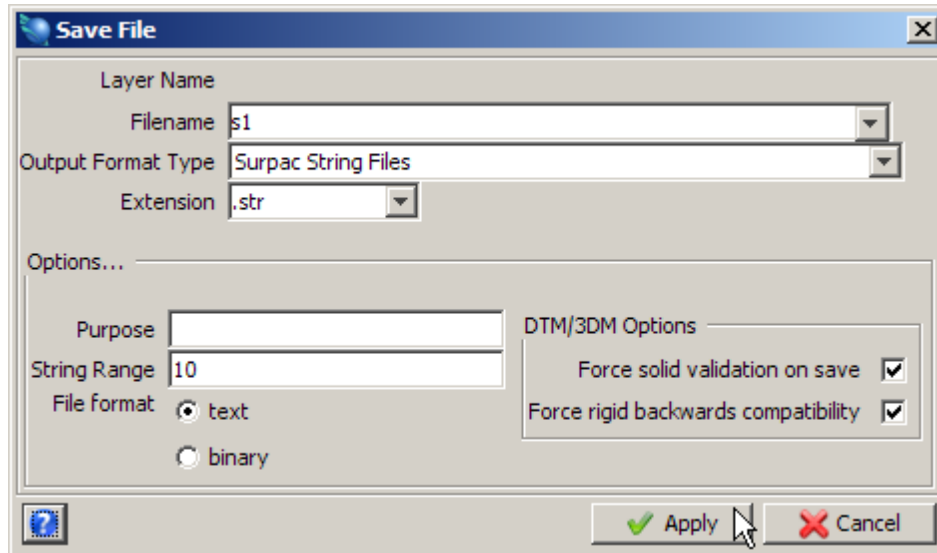 Save File
Layer Name
Filename s1
Output Format Type Surpac String Files
Extension .str
Options...
Purpose
String Range 10
File format text
binary
DTM/3DM Options
Force solid validation on save
Force rigid backwards compatibility
? Apply Cancel